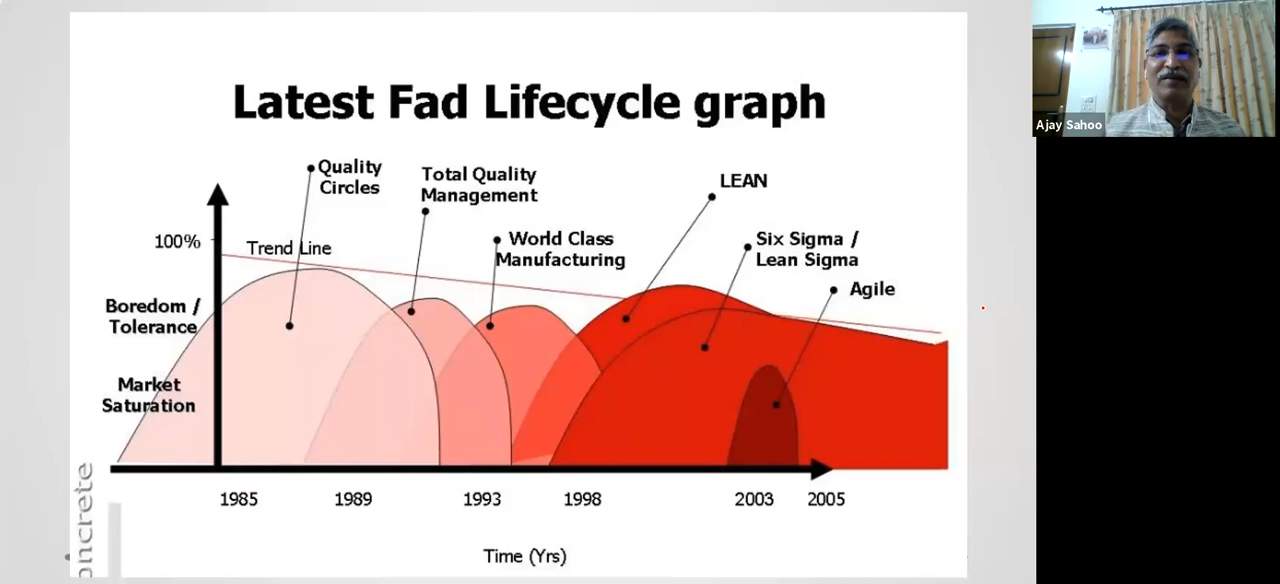 Latest Fad Lifecycle graph
Ajay Sahoo
Quality
Circles
Total Quality
Management
LEAN
World Class
Manufacturing
Six Sigma /
Lean Sigma
100%
Trend Line
Agile
Boredom /
Tolerance
Market
Saturation
oncrete
1985 1989 1993 1998 2003 2005
Time (Yrs)